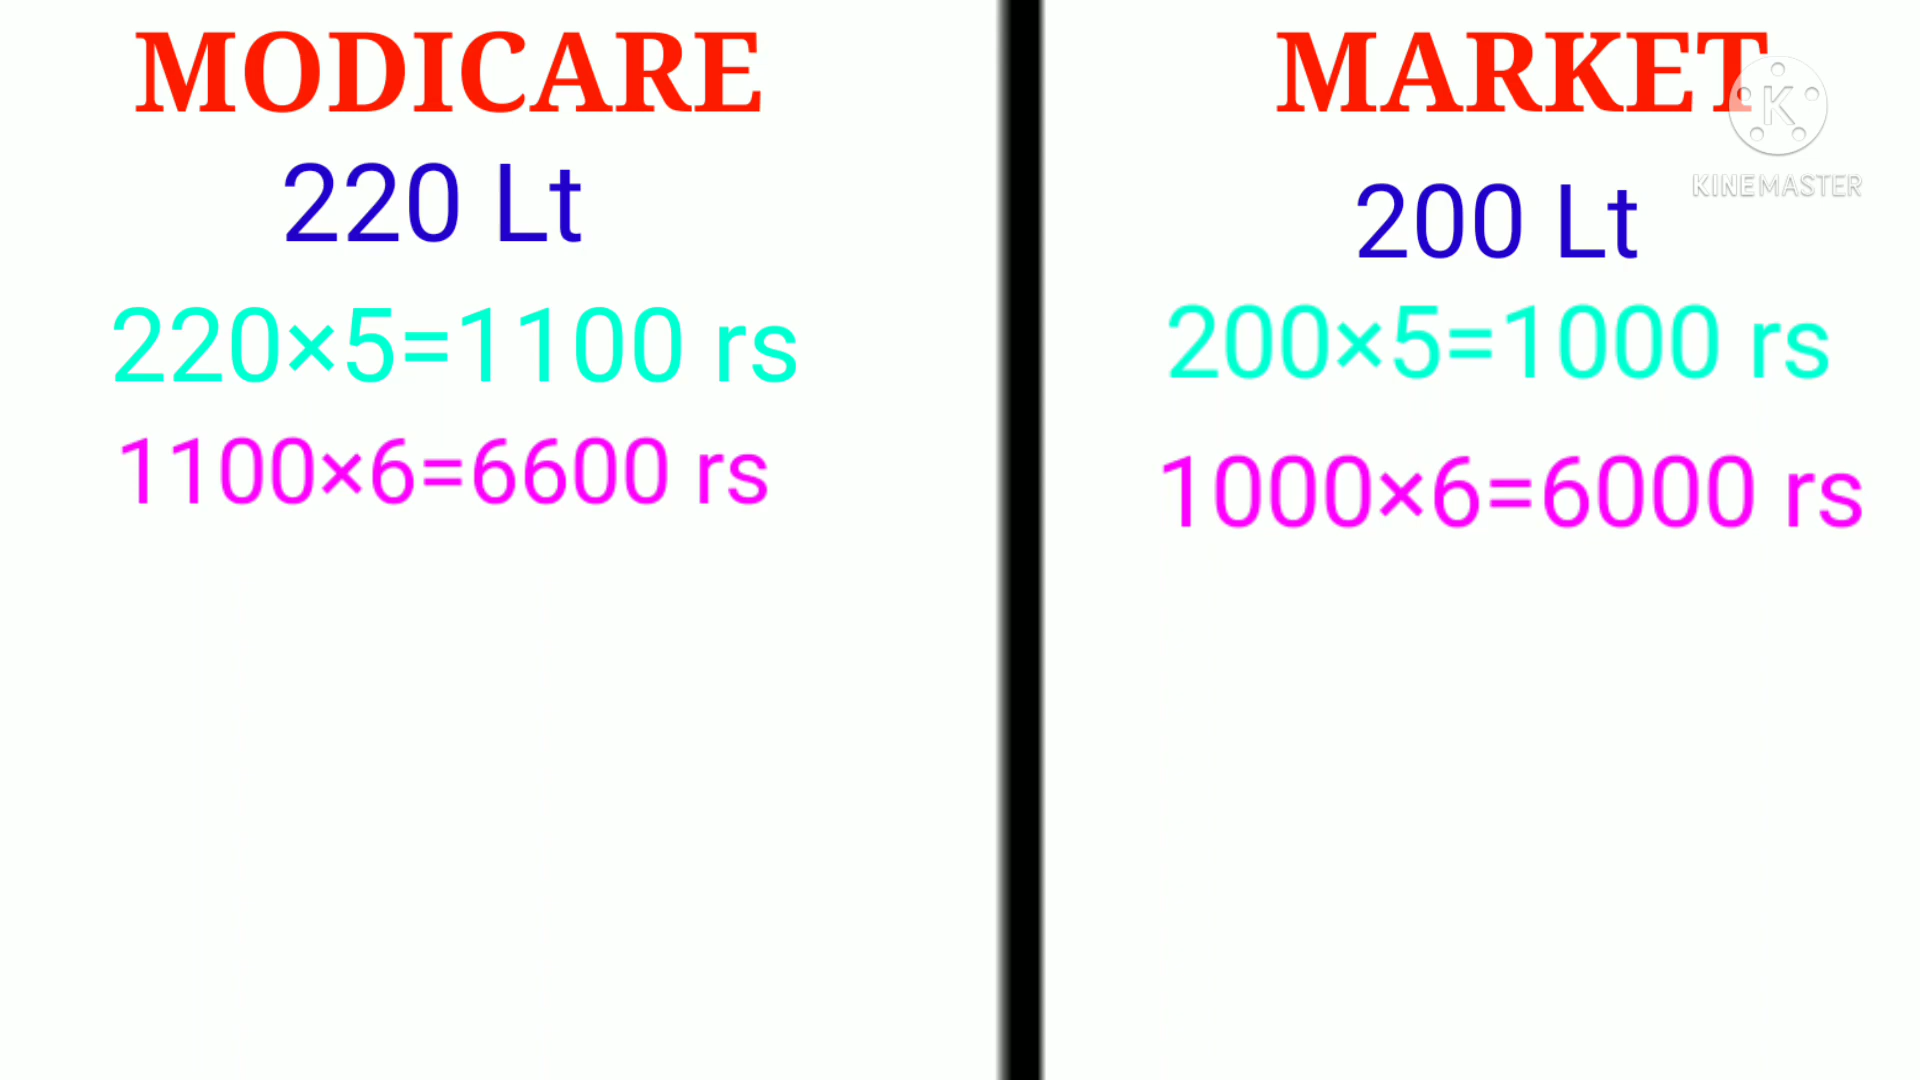 MODICARE
220 Lt
220×5=1100 rs
1100×6=6600 rs
MARKET
K
KINEMASTER
200 Lt
200×5=1000 rs
1000×6=6000 rs